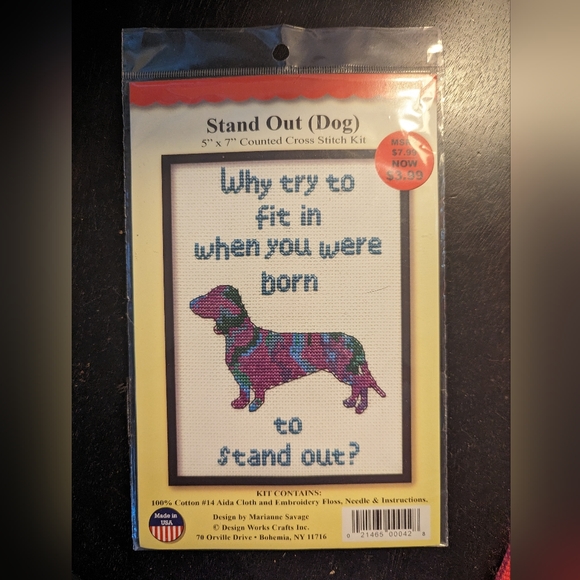 Stand Out (Dog)
5" x 7" Counted Cross Stitch Kit
MSRP
$7.99
NOW
$3.99
Why try to
fit in
when you were
born
to
stand out?
KIT CONTAINS:
100% Cotton #14 Aida Cloth and Embroidery Floss, Needle & Instructions.
Design by Marianne Savage
© Design Works Crafts Inc.
70 Orville Drive • Bohemia, NY 11716
Made in
USA
0 21465 00042 8